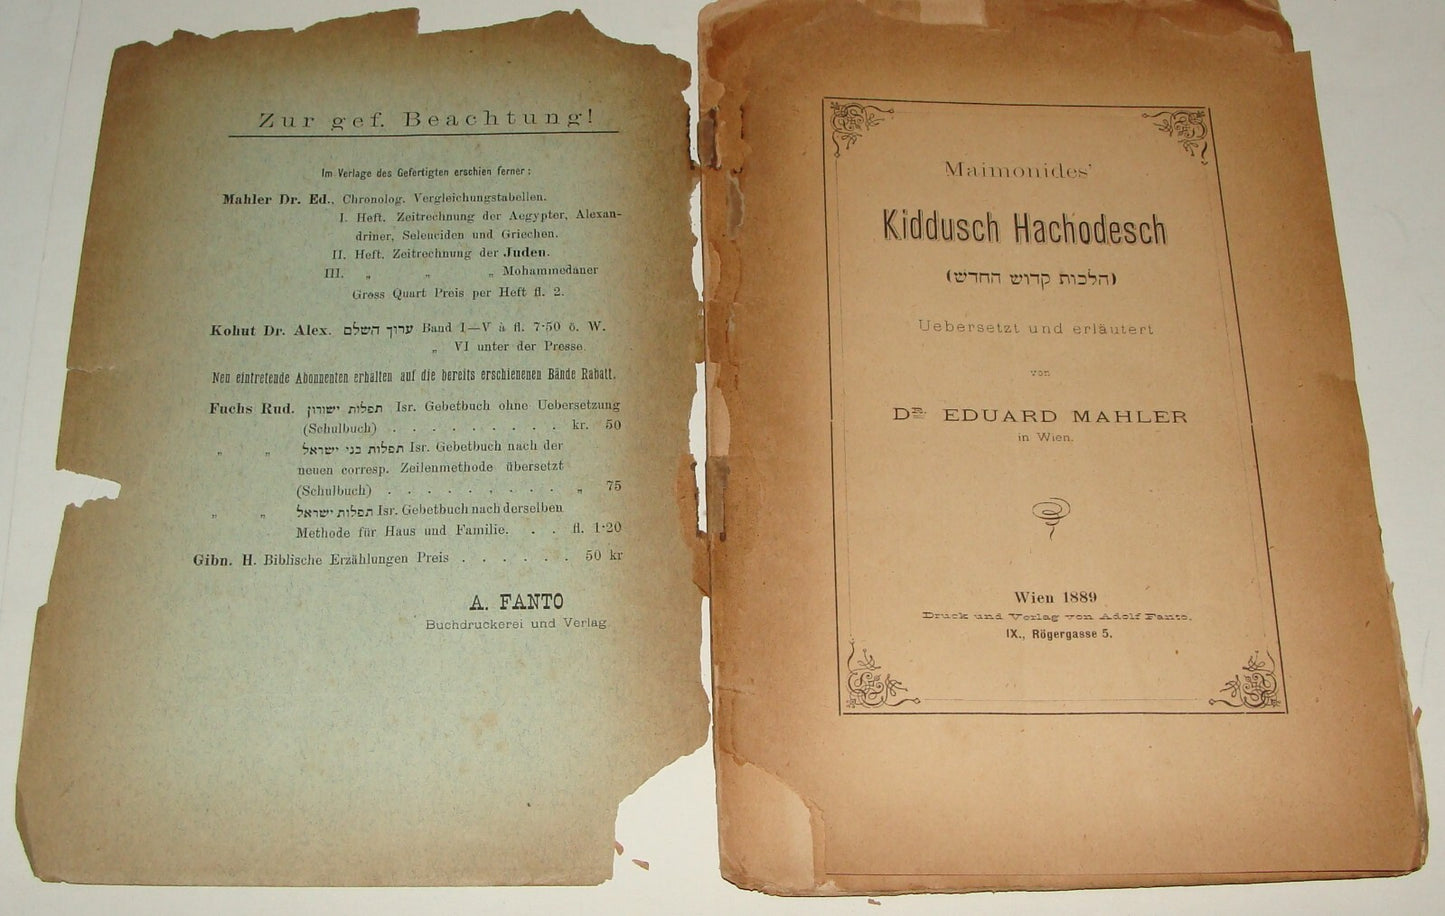 Zur gef. Beachtung!
Im Verlage des Gefertigten erschien ferner:
Mahler Dr. Ed., Chronolog. Vergleichungstabellen.
I. Heft. Zeitrechnung der Aegypter, Alexan-
driner, Seleuciden und Griechen.
II. Heft. Zeitrechnung der Juden.
III. „ „ „ Mohammedaner
Gross Quart Preis per Heft fl. 2.
Kohut Dr. Alex. ערוך השלם Band I—V à fl. 7·50 ö. W.
„ VI unter der Presse.
Neu eintretende Abonnenten erhalten auf die bereits erschienenen Bände Rabatt.
Fuchs Rud. תפלות ישורון Isr. Gebetbuch ohne Uebersetzung
(Schulbuch) . . . . . . . . . kr. 50
„ „ תפלות בני ישראל Isr. Gebetbuch nach der
neuen corresp. Zeilenmethode übersetzt
(Schulbuch) . . . . . . . . . „ 75
„ „ תפלות ישראל Isr. Gebetbuch nach derselben
Methode für Haus und Familie. . . fl. 1·20
Gibn. H. Biblische Erzählungen Preis . . . . . . 50 kr
A. FANTO
Buchdruckerei und Verlag.
Maimonides'
Kiddusch Hachodesch
(הלכות קדוש החדש)
Uebersetzt und erläutert
von
DR. EDUARD MAHLER
in Wien.
Wien 1889
Druck und Verlag von Adolf Fanto.
IX., Rögergasse 5.